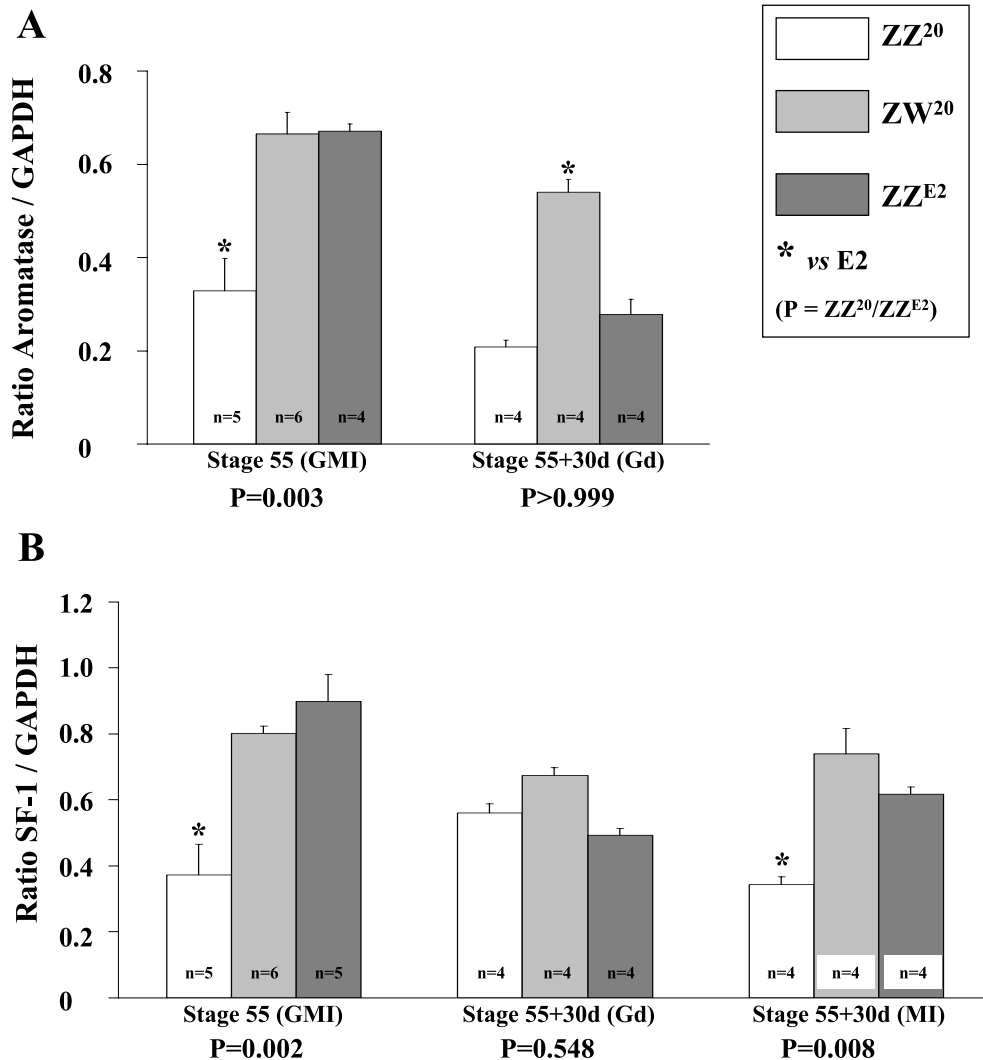 A
Ratio Aromatase / GAPDH
0.8
0.6
0.4
0.2
0
*
*
n=5
n=6
n=4
n=4
n=4
n=4
Stage 55 (GMI)
Stage 55+30d (Gd)
P=0.003
P>0.999
ZZ²⁰
ZW²⁰
ZZᴱ²
* vs E2
(P = ZZ²⁰/ZZᴱ²)
B
Ratio SF-1 / GAPDH
1.2
1.0
0.8
0.6
0.4
0.2
0
*
*
n=5
n=6
n=5
n=4
n=4
n=4
n=4
n=4
n=4
Stage 55 (GMI)
Stage 55+30d (Gd)
Stage 55+30d (MI)
P=0.002
P=0.548
P=0.008